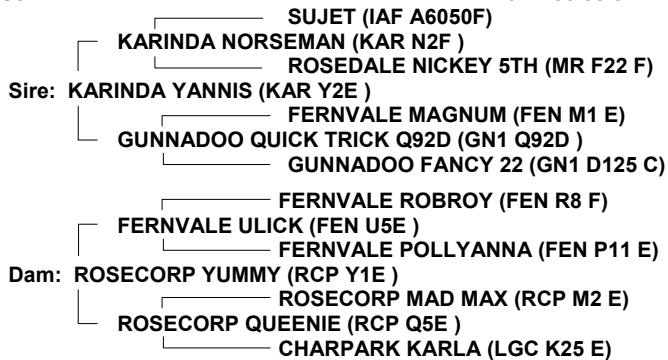 SUJET (IAF A6050F)
KARINDA NORSEMAN (KAR N2F )
ROSEDALE NICKEY 5TH (MR F22 F)
Sire: KARINDA YANNIS (KAR Y2E )
FERNVALE MAGNUM (FEN M1 E)
GUNNADOO QUICK TRICK Q92D (GN1 Q92D )
GUNNADOO FANCY 22 (GN1 D125 C)
FERNVALE ROBROY (FEN R8 F)
FERNVALE ULICK (FEN U5E )
FERNVALE POLLYANNA (FEN P11 E)
Dam: ROSECORP YUMMY (RCP Y1E )
ROSECORP MAD MAX (RCP M2 E)
ROSECORP QUEENIE (RCP Q5E )
CHARPARK KARLA (LGC K25 E)